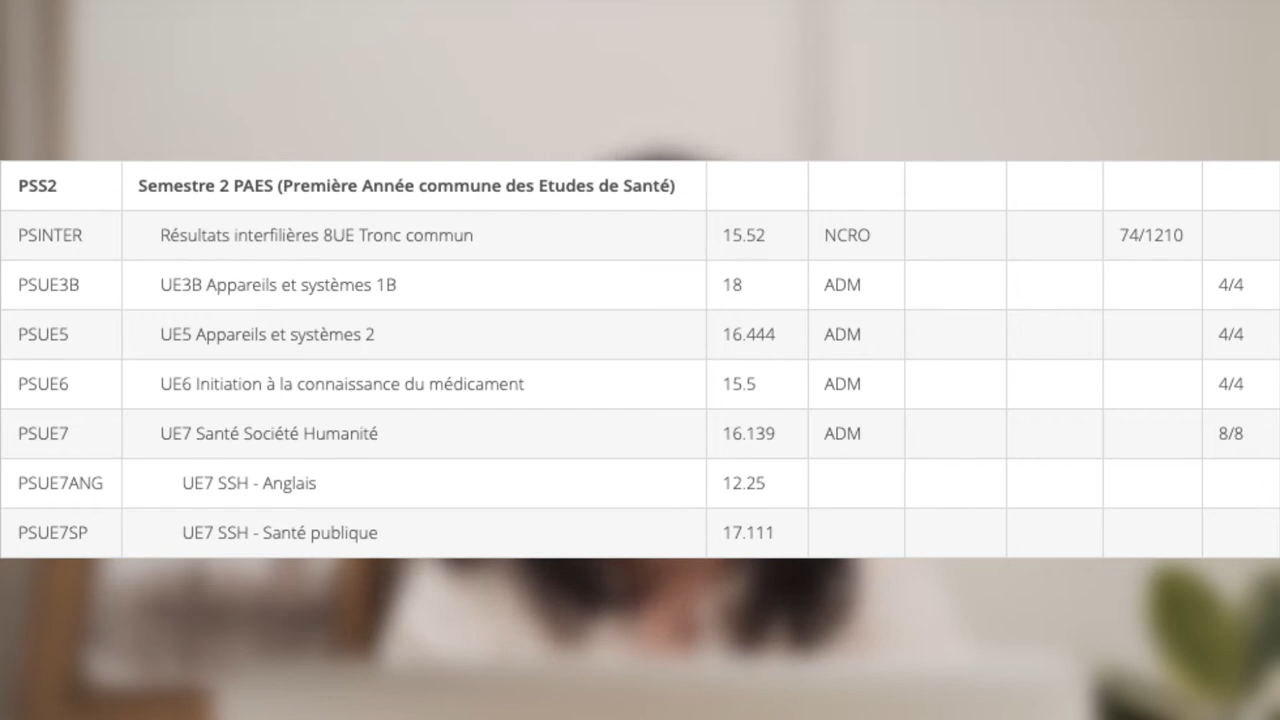 PSS2 Semestre 2 PAES (Première Année commune des Etudes de Santé)
PSINTER Résultats interfilières 8UE Tronc commun 15.52 NCRO 74/1210
PSUE3B UE3B Appareils et systèmes 1B 18 ADM 4/4
PSUE5 UE5 Appareils et systèmes 2 16.444 ADM 4/4
PSUE6 UE6 Initiation à la connaissance du médicament 15.5 ADM 4/4
PSUE7 UE7 Santé Société Humanité 16.139 ADM 8/8
PSUE7ANG UE7 SSH - Anglais 12.25
PSUE7SP UE7 SSH - Santé publique 17.111